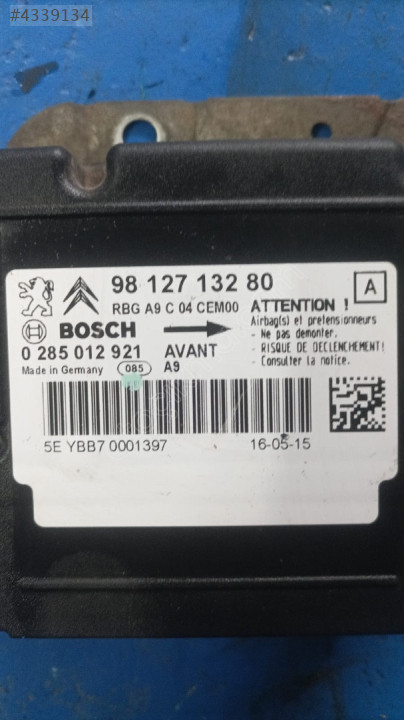 #4339134
98 127 132 80
RBG A9 C 04 CEM00
BOSCH
0 285 012 921
AVANT
Made in Germany
085
A9
ATTENTION !
Airbag(s) et pretensionneurs
- Ne pas demonter.
- RISQUE DE DECLENCHEMENT!
- Consulter la notice.
A
5E YBB7 0001397
16-05-15